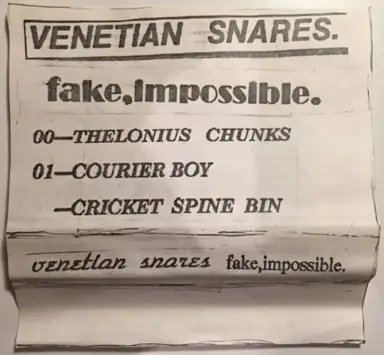 VENETIAN SNARES.
fake,impossible.
00—THELONIUS CHUNKS
01—COURIER BOY
—CRICKET SPINE BIN
venetian snares fake,impossible.